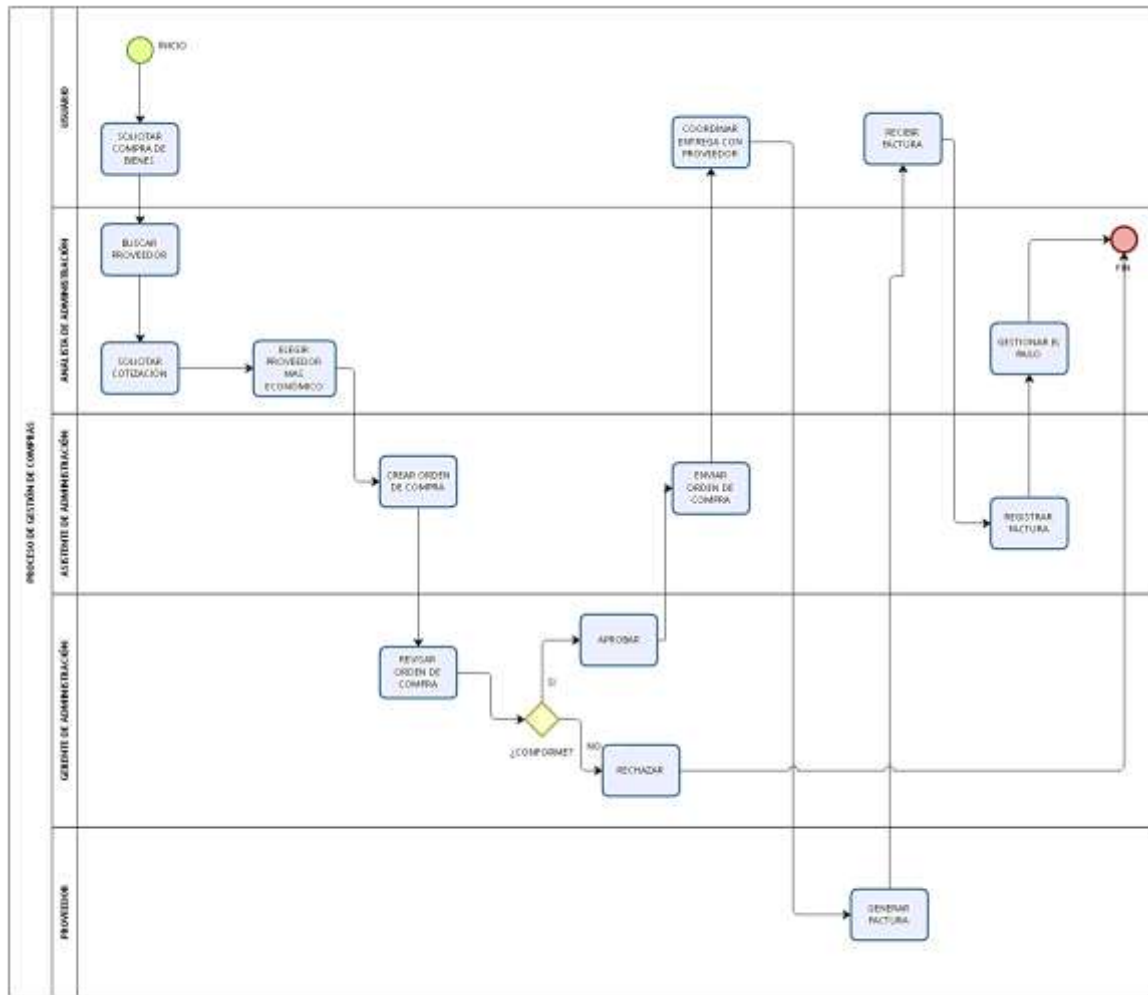 PROCESO DE GESTIÓN DE COMPRAS
USUARIO
INICIO
SOLICITAR
COMPRA DE
BIENES
COORDINAR
ENTREGA CON
PROVEEDOR
RECIBIR
FACTURA
ANALISTA DE ADMINISTRACIÓN
BUSCAR
PROVEEDOR
SOLICITAR
COTIZACIÓN
ELEGIR
PROVEEDOR
MAS
ECONÓMICO
GESTIONAR EL
FIN
ASISTENTE DE ADMINISTRACIÓN
CREAR ORDEN
DE COMPRA
ENVIAR
ORDEN DE
COMPRA
REGISTRAR
FACTURA
GERENTE DE ADMINISTRACIÓN
REVISAR
ORDEN DE
COMPRA
¿CONFORME?
SI
APROBAR
NO
RECHAZAR
PROVEEDOR
GENERAR
FACTURA